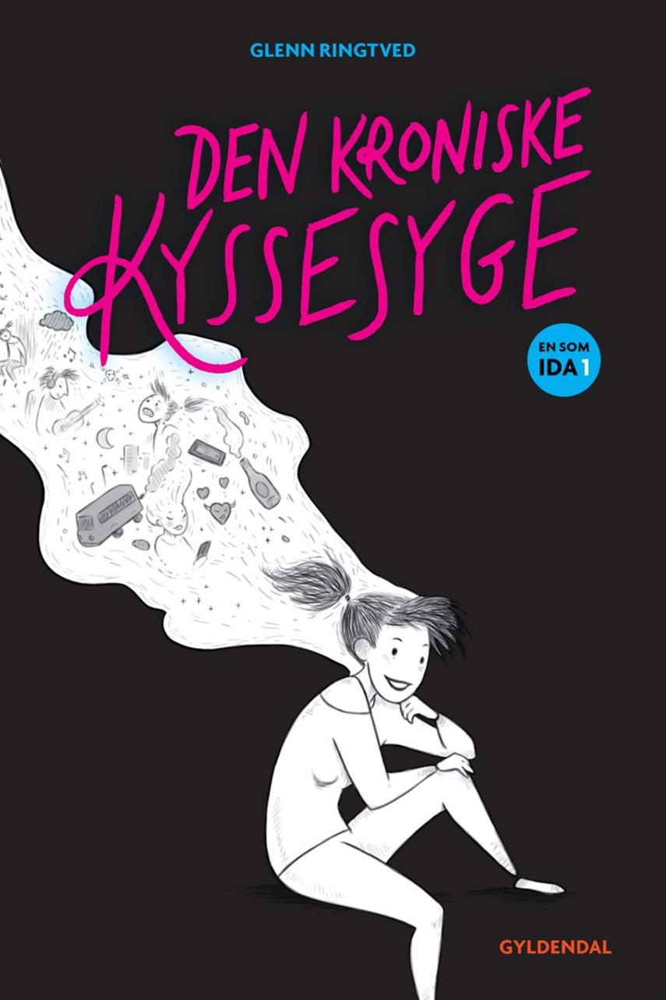 GLENN RINGTVED
DEN KRONISKE
KYSSESYGE
EN SOM
IDA 1
GYLDENDAL